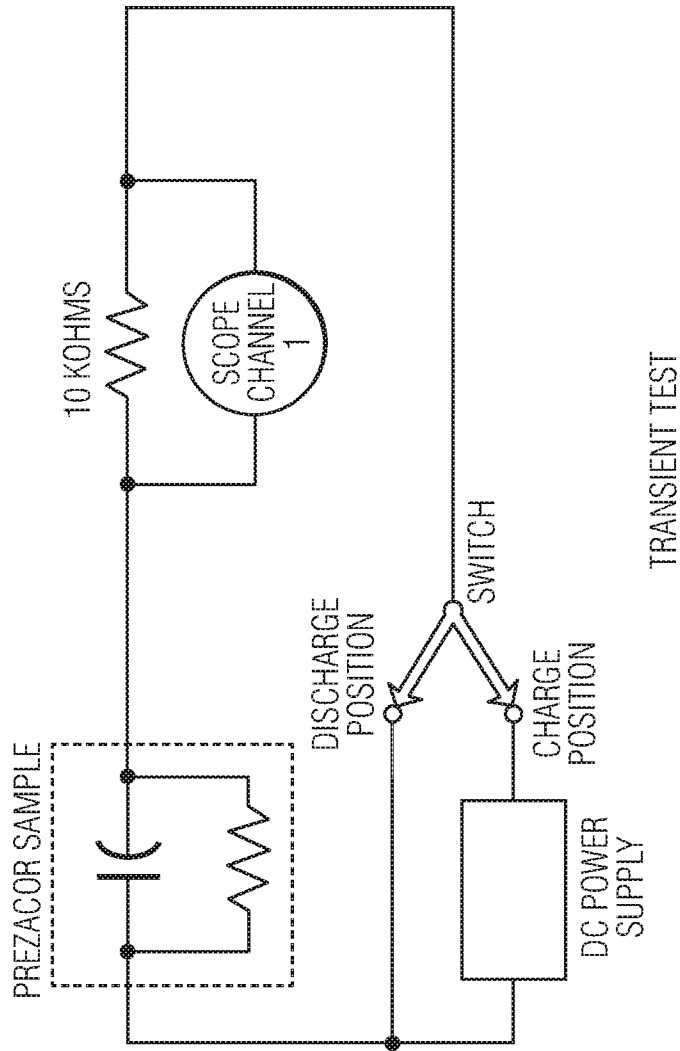 PREZACOR SAMPLE
10 KOHMS
SCOPE
CHANNEL
1
DISCHARGE
POSITION
SWITCH
CHARGE
POSITION
DC POWER
SUPPLY
TRANSIENT TEST